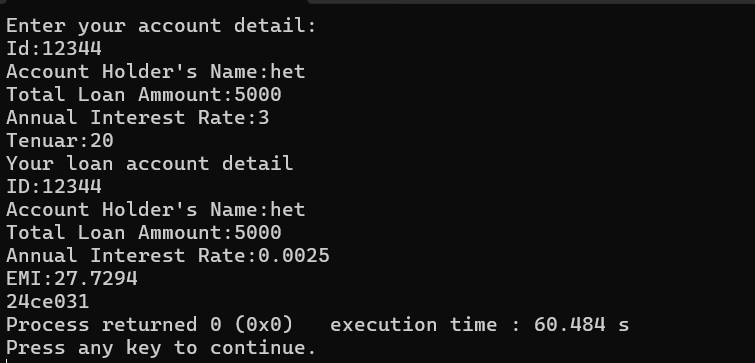 Enter your account detail:
Id:12344
Account Holder's Name:het
Total Loan Ammount:5000
Annual Interest Rate:3
Tenuar:20
Your loan account detail
ID:12344
Account Holder's Name:het
Total Loan Ammount:5000
Annual Interest Rate:0.0025
EMI:27.7294
24ce031
Process returned 0 (0x0)   execution time : 60.484 s
Press any key to continue.